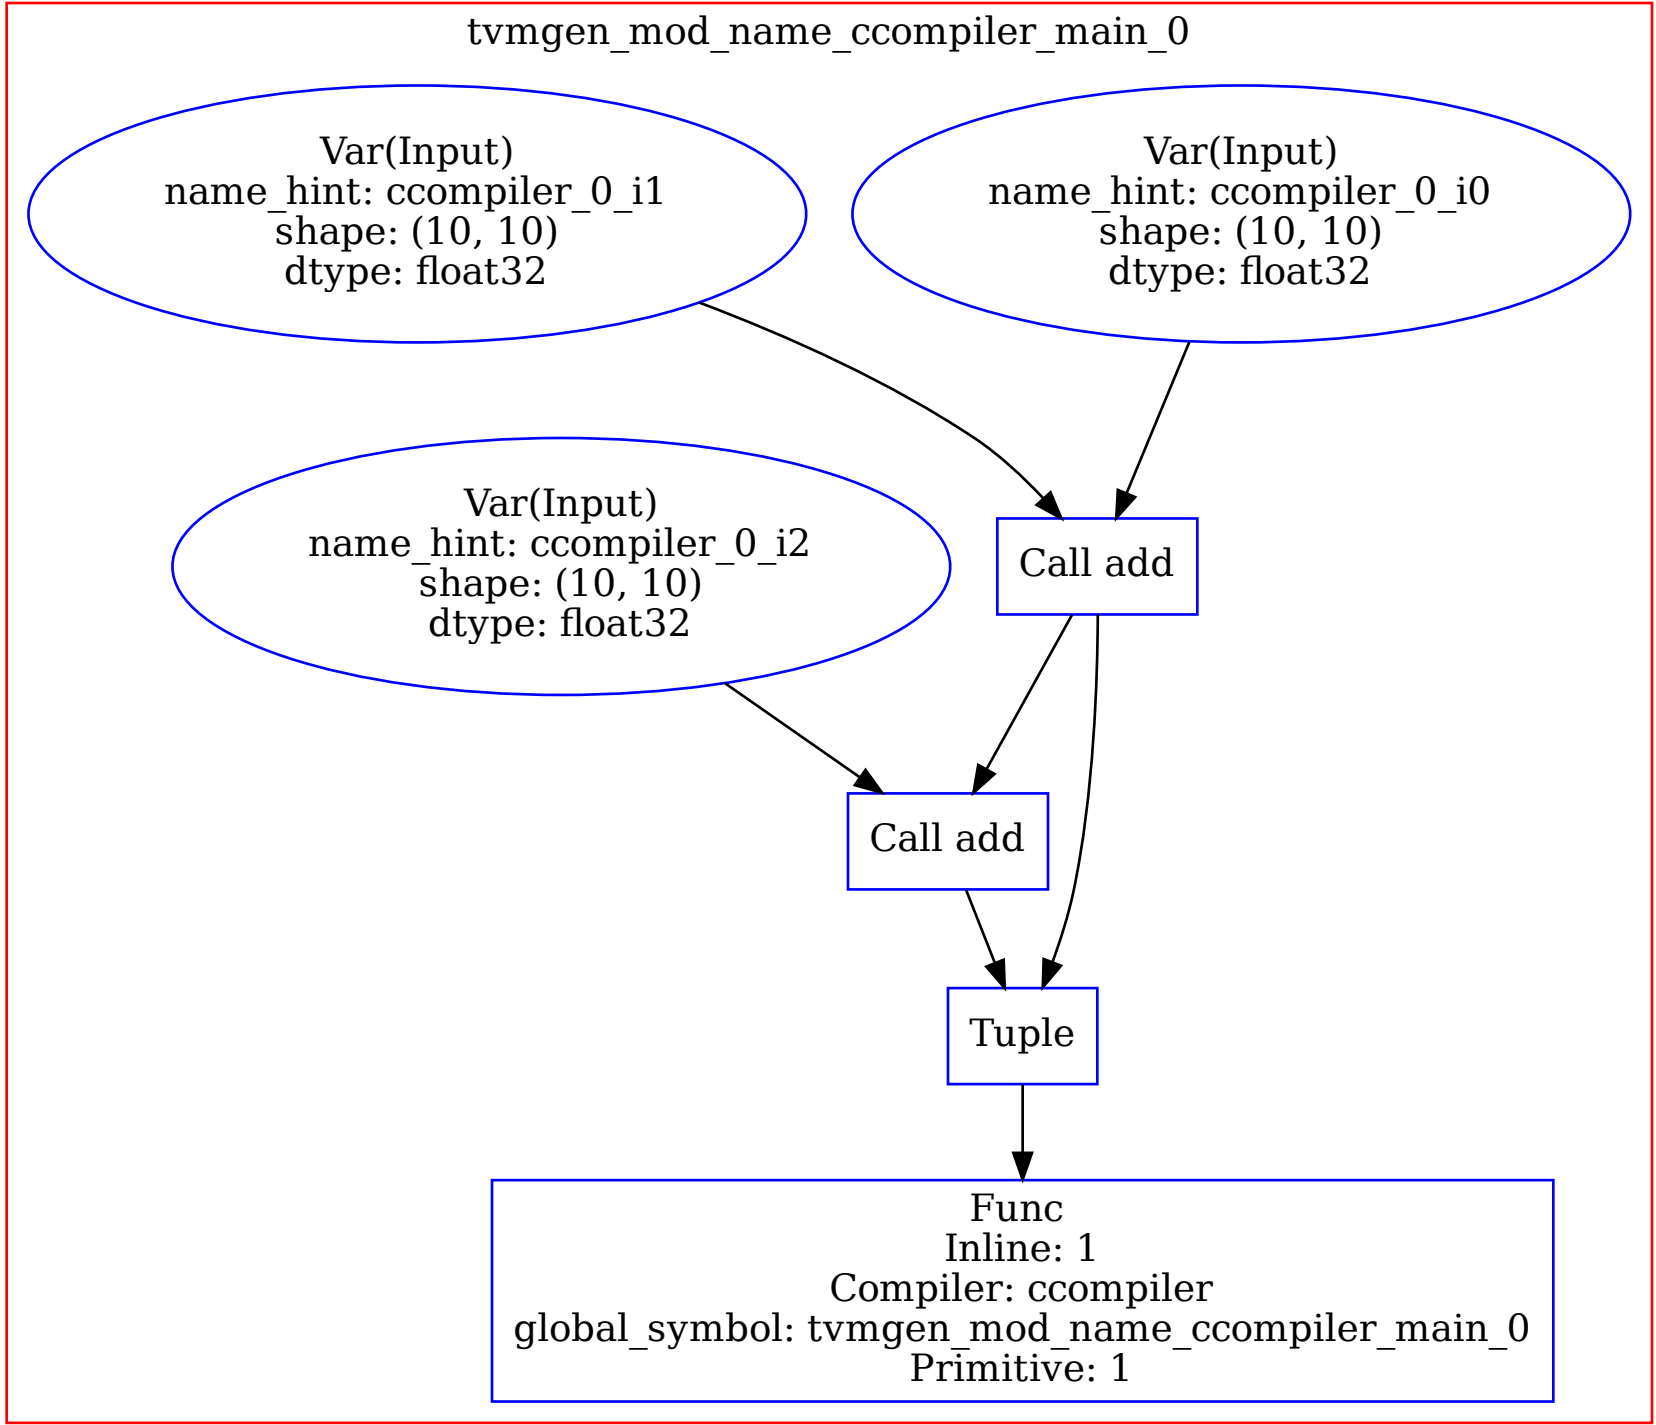 tvmgen_mod_name_ccompiler_main_0
Var(Input)
name_hint: ccompiler_0_i1
shape: (10, 10)
dtype: float32
Var(Input)
name_hint: ccompiler_0_i0
shape: (10, 10)
dtype: float32
Var(Input)
name_hint: ccompiler_0_i2
shape: (10, 10)
dtype: float32
Call add
Call add
Tuple
Func
Inline: 1
Compiler: ccompiler
global_symbol: tvmgen_mod_name_ccompiler_main_0
Primitive: 1